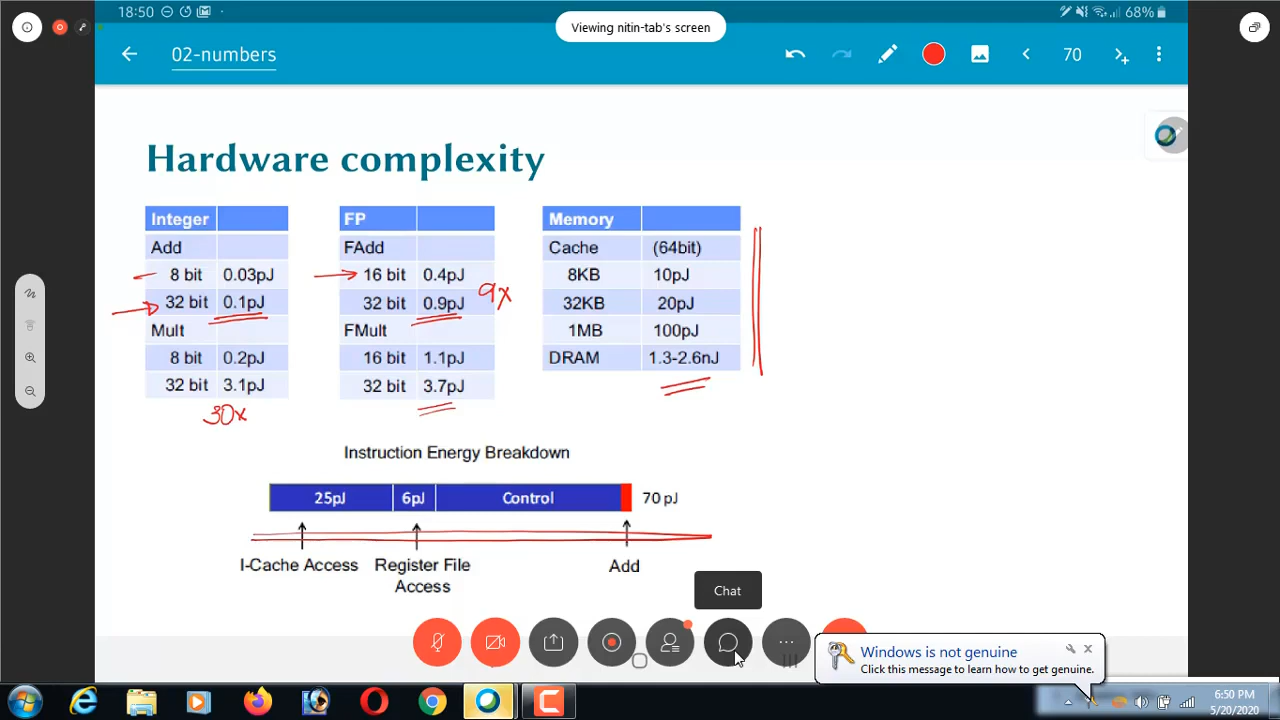 18:50
68%
Viewing nitin-tab's screen
02-numbers
70
Hardware complexity
Integer
Add
8 bit 0.03pJ
32 bit 0.1pJ
Mult
8 bit 0.2pJ
32 bit 3.1pJ
30x
FP
FAdd
16 bit 0.4pJ
32 bit 0.9pJ
9x
FMult
16 bit 1.1pJ
32 bit 3.7pJ
Memory
Cache (64bit)
8KB 10pJ
32KB 20pJ
1MB 100pJ
DRAM 1.3-2.6nJ
Instruction Energy Breakdown
25pJ 6pJ Control 70 pJ
I-Cache Access Register File Add
Access
Chat
Windows is not genuine
Click this message to learn how to get genuine.
6:50 PM
5/20/2020